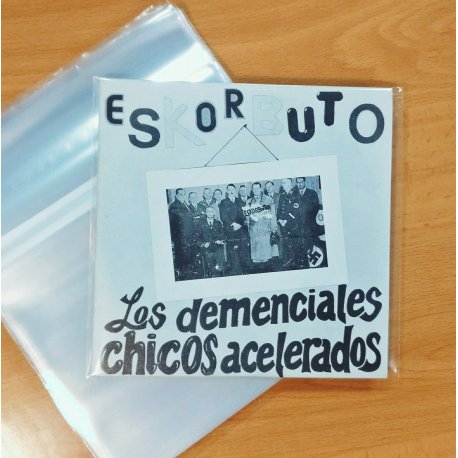 ESKORBUTO
Los demenciales
chicos acelerados